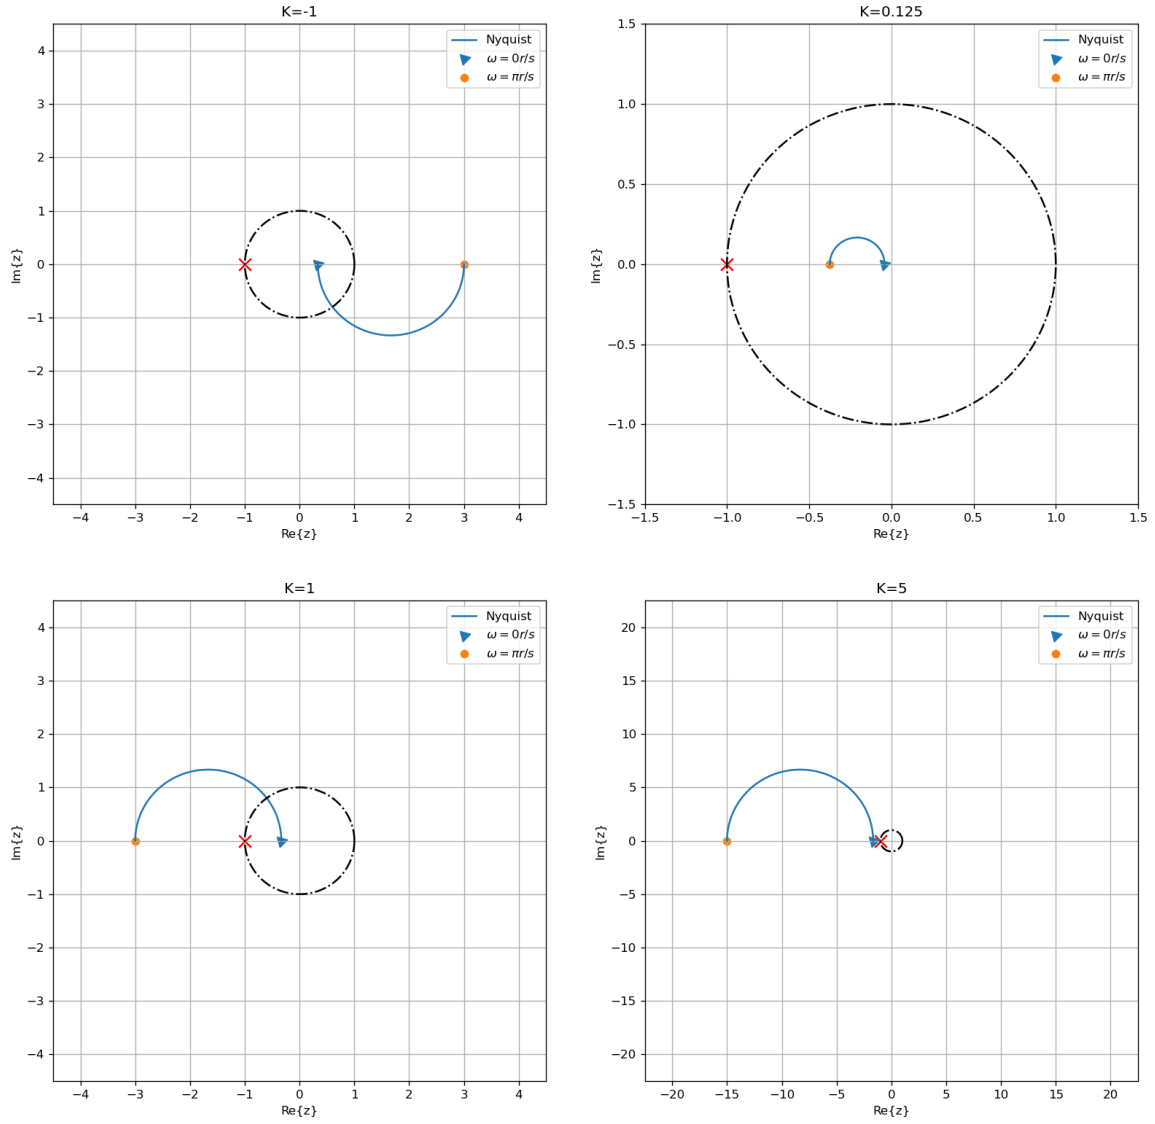 K=-1
Nyquist
ω = 0r/s
ω = πr/s
4
3
2
1
0
−1
−2
−3
−4
Im{z}
−4 −3 −2 −1 0 1 2 3 4
Re{z}
K=0.125
Nyquist
ω = 0r/s
ω = πr/s
1.5
1.0
0.5
0.0
−0.5
−1.0
−1.5
Im{z}
−1.5 −1.0 −0.5 0.0 0.5 1.0 1.5
Re{z}
K=1
Nyquist
ω = 0r/s
ω = πr/s
4
3
2
1
0
−1
−2
−3
−4
Im{z}
−4 −3 −2 −1 0 1 2 3 4
Re{z}
K=5
Nyquist
ω = 0r/s
ω = πr/s
20
15
10
5
0
−5
−10
−15
−20
Im{z}
−20 −15 −10 −5 0 5 10 15 20
Re{z}